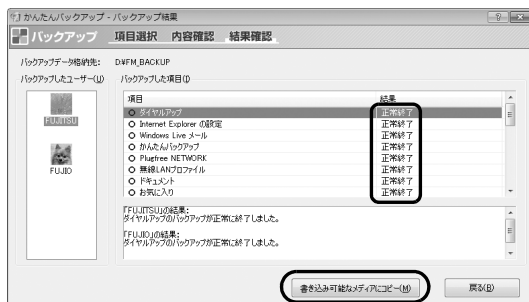 かんたんバックアップ - バックアップ結果
バックアップ 項目選択 内容確認 結果確認
バックアップデータ格納先: D:¥FM_BACKUP
バックアップしたユーザー(U) バックアップした項目(I)
項目 結果
ダイヤルアップ 正常終了
Internet Explorer の設定 正常終了
Windows Live メール 正常終了
かんたんバックアップ 正常終了
Plugfree NETWORK 正常終了
無線LANプロファイル 正常終了
ドキュメント 正常終了
お気に入り 正常終了
FUJITSU
FUJIO
「FUJITSU」の結果:
ダイヤルアップのバックアップが正常に終了しました。
「FUJIO」の結果:
ダイヤルアップのバックアップが正常に終了しました。
書き込み可能なメディアにコピー(M) 戻る(B)